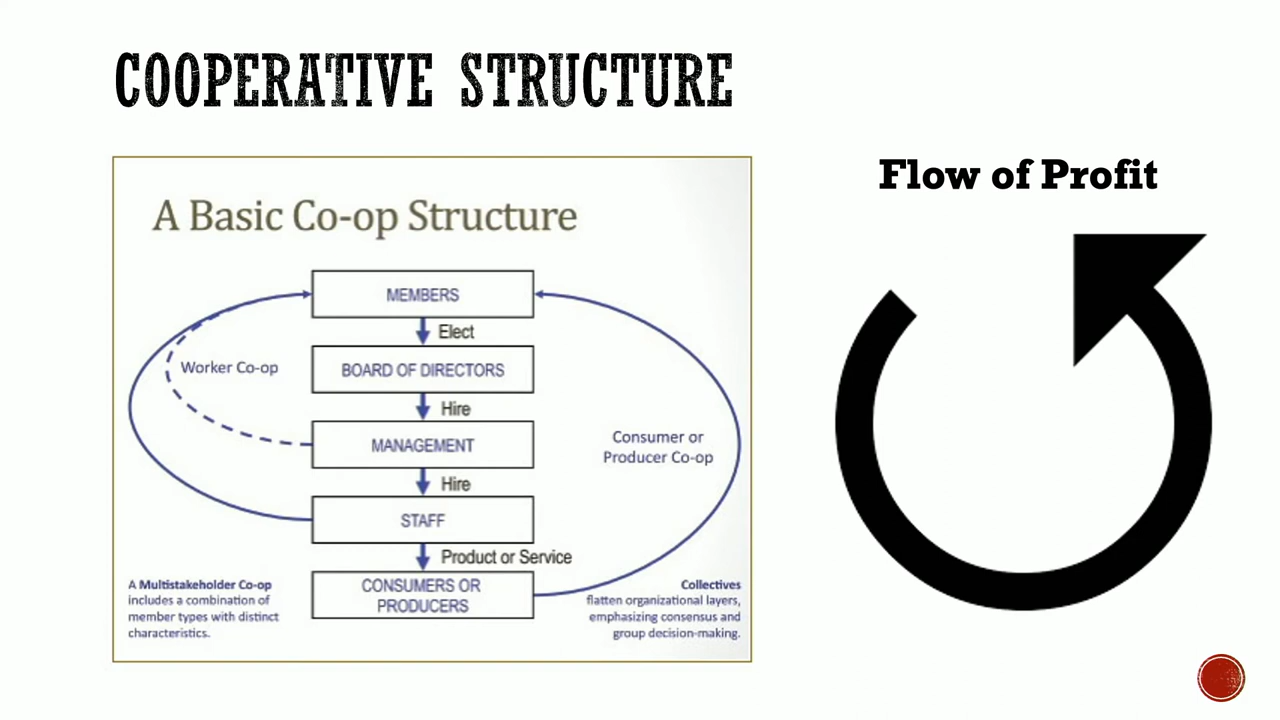 COOPERATIVE STRUCTURE
Flow of Profit
A Basic Co-op Structure
MEMBERS
Elect
Worker Co-op
BOARD OF DIRECTORS
Hire
MANAGEMENT
Consumer or
Producer Co-op
Hire
STAFF
Product or Service
CONSUMERS OR
PRODUCERS
A Multistakeholder Co-op
includes a combination of
member types with distinct
characteristics.
Collectives
flatten organizational layers,
emphasizing consensus and
group decision-making.